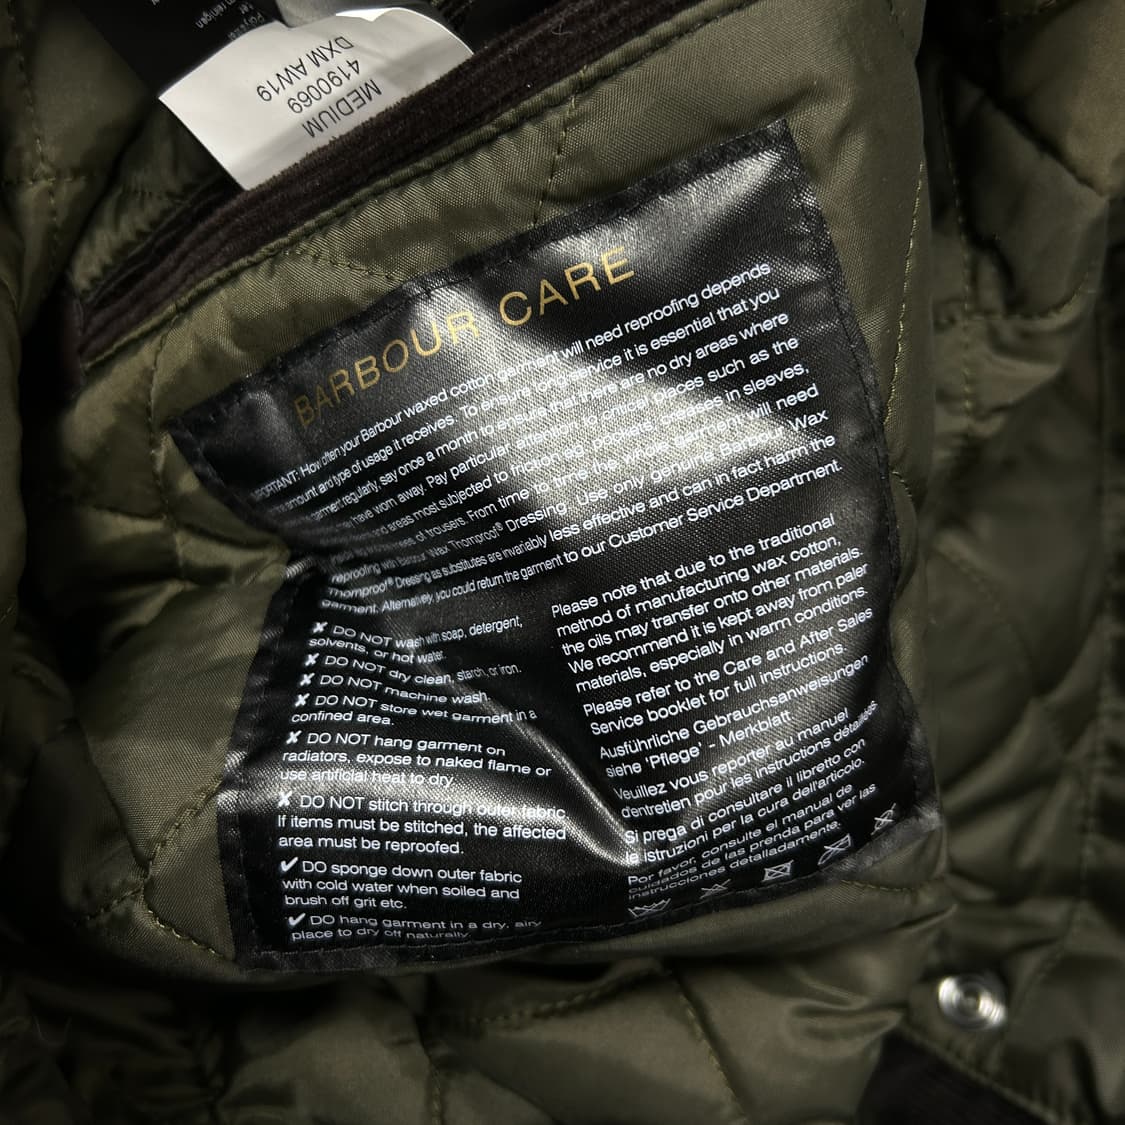 MEDIUM
4190069
DXM AW19
BARBOUR CARE
IMPORTANT: How often your Barbour waxed cotton garment will need reproofing depends
amount and type of usage it receives. To ensure long service it is essential that you
garment regularly, say once a month to ensure that there are no dry areas where
have worn away. Pay particular attention to critical places such as the
and areas most subjected to friction eg. pockets, creases in sleeves,
of trousers. From time to time the whole garment will need
reproofing with Barbour Wax Thornproof® Dressing. Use only genuine Barbour Wax
Thornproof® Dressing as substitutes are invariably less effective and can in fact harm the
garment. Alternatively, you could return the garment to our Customer Service Department.
✘ DO NOT wash with soap, detergent,
solvents, or hot water.
✘ DO NOT dry clean, starch, or iron.
✘ DO NOT machine wash.
✘ DO NOT store wet garment in a
confined area.
✘ DO NOT hang garment on
radiators, expose to naked flame or
use artificial heat to dry
✘ DO NOT stitch through outer fabric
If items must be stitched, the affected
area must be reproofed.
✔ DO sponge down outer fabric
with cold water when soiled and
brush off grit etc.
✔ DO hang garment in a dry, airy
place to dry off naturally.
Please note that due to the traditional
method of manufacturing wax cotton,
the oils may transfer onto other materials.
We recommend it is kept away from paler
materials, especially in warm conditions.
Please refer to the Care and After Sales
Service booklet for full instructions.
Ausführliche Gebrauchsanweisungen
siehe 'Pflege' - Merkblatt.
Veuillez vous reporter au manuel
d'entretien pour les instructions détaillées.
Si prega di consultare il libretto con
le istruzioni per la cura dell'articolo.
Por favor, consulte el manual de
cuidados de las prenda para ver las
instrucciones detalladamente.